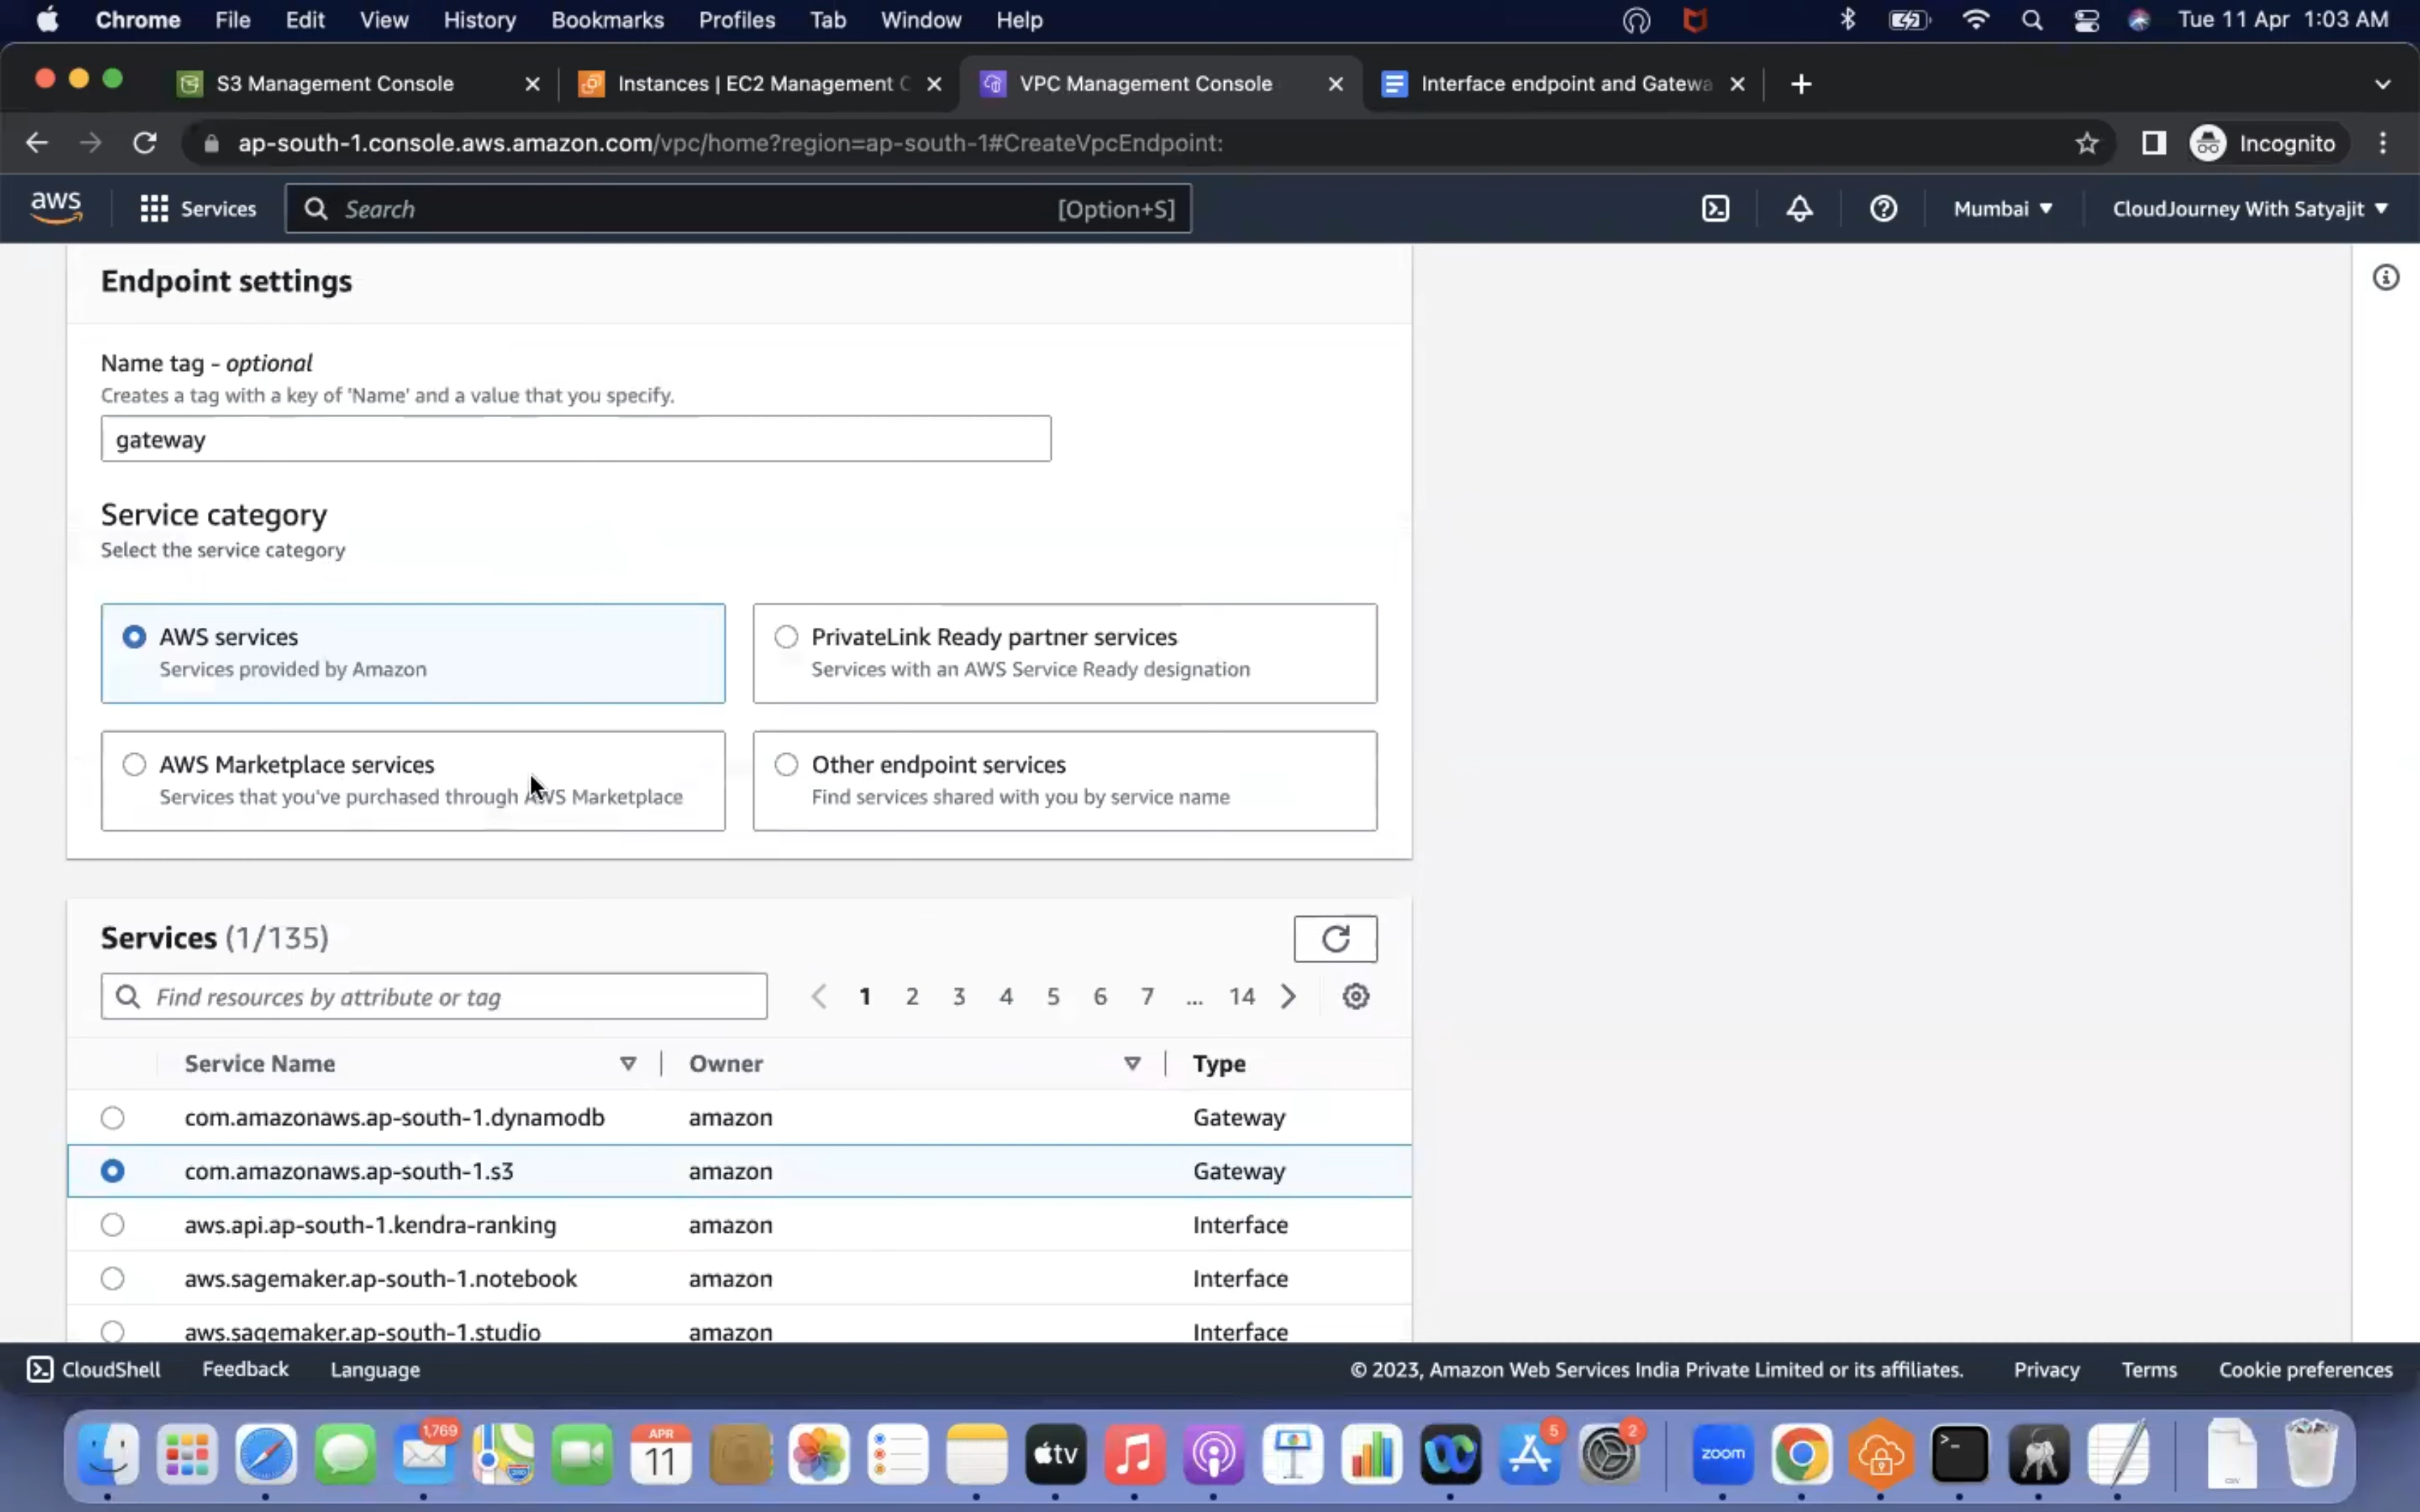 Chrome File Edit View History Bookmarks Profiles Tab Window Help Tue 11 Apr 1:03 AM
S3 Management Console Instances | EC2 Management C VPC Management Console Interface endpoint and Gatewa
ap-south-1.console.aws.amazon.com/vpc/home?region=ap-south-1#CreateVpcEndpoint: Incognito
aws Services Search [Option+S] Mumbai CloudJourney With Satyajit
Endpoint settings
Name tag - optional
Creates a tag with a key of 'Name' and a value that you specify.
gateway
Service category
Select the service category
AWS services PrivateLink Ready partner services
Services provided by Amazon Services with an AWS Service Ready designation
AWS Marketplace services Other endpoint services
Services that you've purchased through AWS Marketplace Find services shared with you by service name
Services (1/135)
Find resources by attribute or tag 1 2 3 4 5 6 7 ... 14
Service Name Owner Type
com.amazonaws.ap-south-1.dynamodb amazon Gateway
com.amazonaws.ap-south-1.s3 amazon Gateway
aws.api.ap-south-1.kendra-ranking amazon Interface
aws.sagemaker.ap-south-1.notebook amazon Interface
aws.sagemaker.ap-south-1.studio amazon Interface
CloudShell Feedback Language © 2023, Amazon Web Services India Private Limited or its affiliates. Privacy Terms Cookie preferences
1,769 APR 5 2
11 tv zoom >_